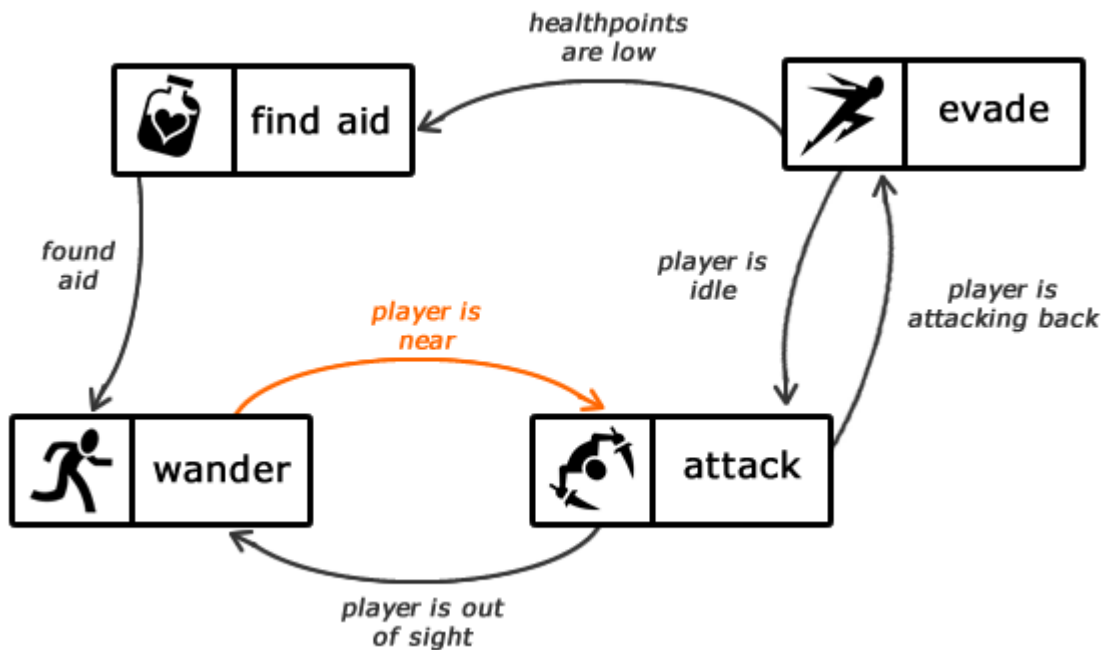 healthpoints
are low
find aid
evade
found
aid
player is
idle
player is
attacking back
player is
near
wander
attack
player is out
of sight